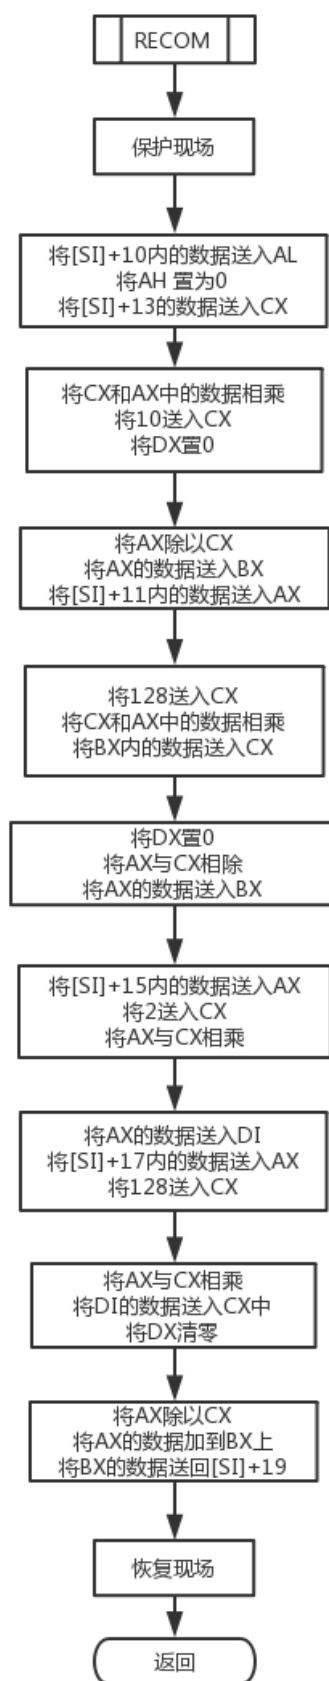 RECOM
保护现场
将[SI]+10内的数据送入AL
将AH 置为0
将[SI]+13的数据送入CX
将CX和AX中的数据相乘
将10送入CX
将DX置0
将AX除以CX
将AX的数据送入BX
将[SI]+11内的数据送入AX
将128送入CX
将CX和AX中的数据相乘
将BX内的数据送入CX
将DX置0
将AX与CX相除
将AX的数据送入BX
将[SI]+15内的数据送入AX
将2送入CX
将AX与CX相乘
将AX的数据送入DI
将[SI]+17内的数据送入AX
将128送入CX
将AX与CX相乘
将DI的数据送入CX中
将DX清零
将AX除以CX
将AX的数据加到BX上
将BX的数据送回[SI]+19
恢复现场
返回